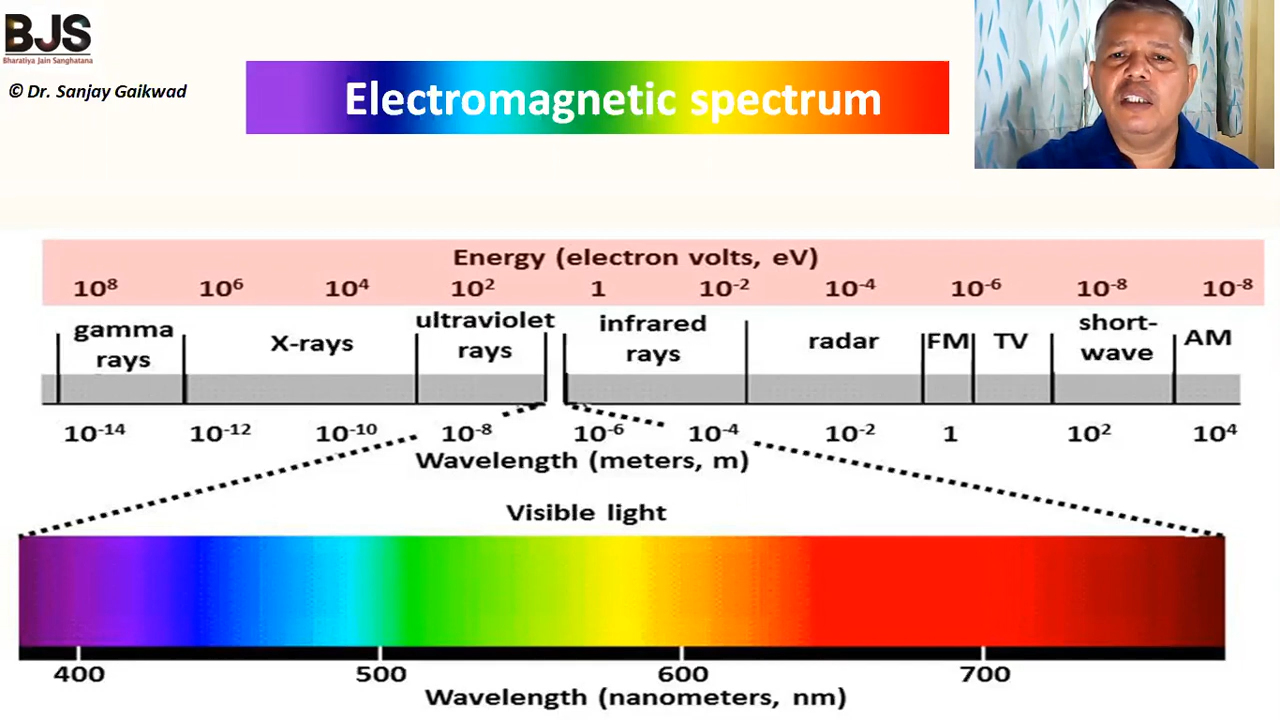 BJS
Bharatiya Jain Sanghatana
© Dr. Sanjay Gaikwad
Electromagnetic spectrum
Energy (electron volts, eV)
10⁸ 10⁶ 10⁴ 10² 1 10⁻² 10⁻⁴ 10⁻⁶ 10⁻⁸ 10⁻⁸
gamma rays
X-rays
ultraviolet rays
infrared rays
radar
FM
TV
short-wave
AM
10⁻¹⁴ 10⁻¹² 10⁻¹⁰ 10⁻⁸ 10⁻⁶ 10⁻⁴ 10⁻² 1 10² 10⁴
Wavelength (meters, m)
Visible light
400 500 600 700
Wavelength (nanometers, nm)